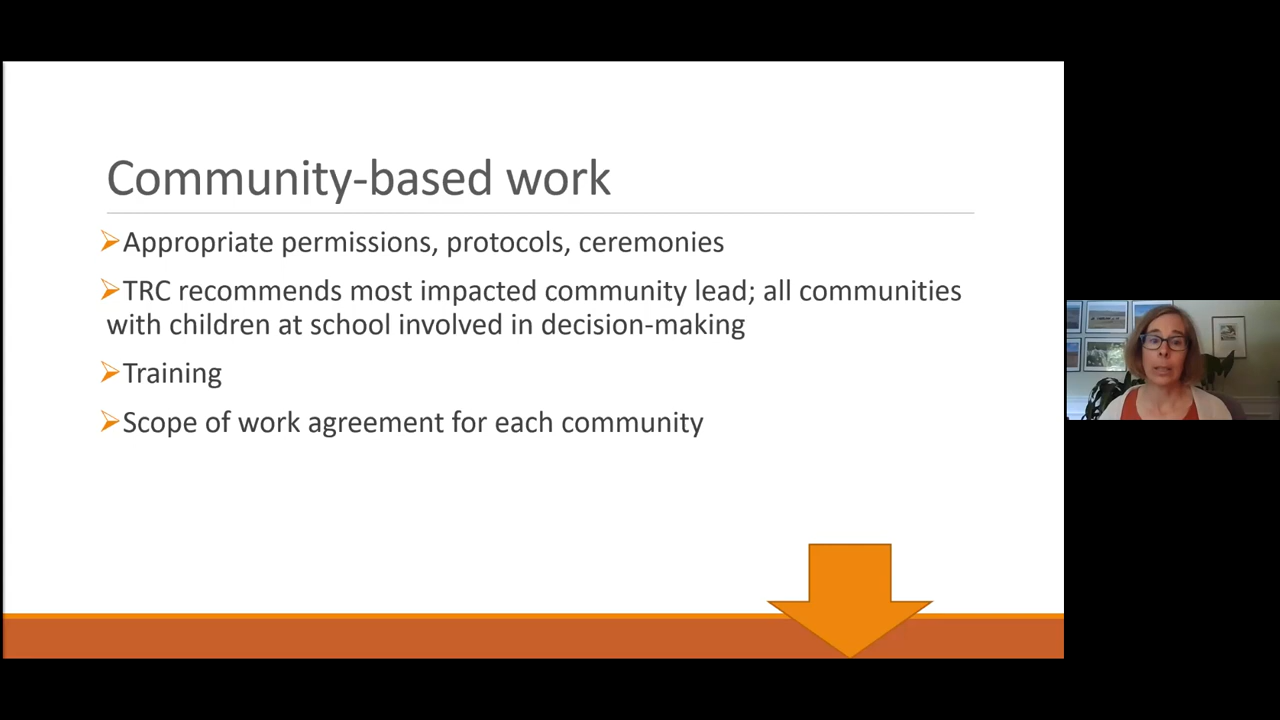 Community-based work
Appropriate permissions, protocols, ceremonies
TRC recommends most impacted community lead; all communities
with children at school involved in decision-making
Training
Scope of work agreement for each community